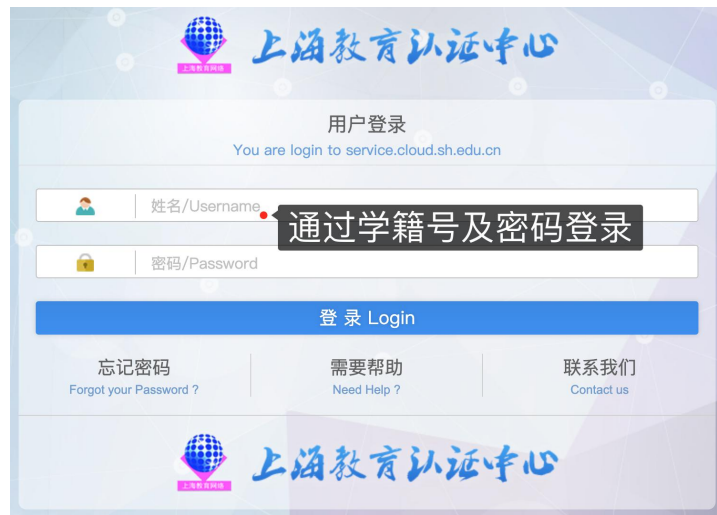 上海教育认证中心
上海教育网络
用户登录
You are login to service.cloud.sh.edu.cn
姓名/Username
通过学籍号及密码登录
密码/Password
登 录 Login
忘记密码
Forgot your Password ?
需要帮助
Need Help ?
联系我们
Contact us
上海教育认证中心
上海教育网络